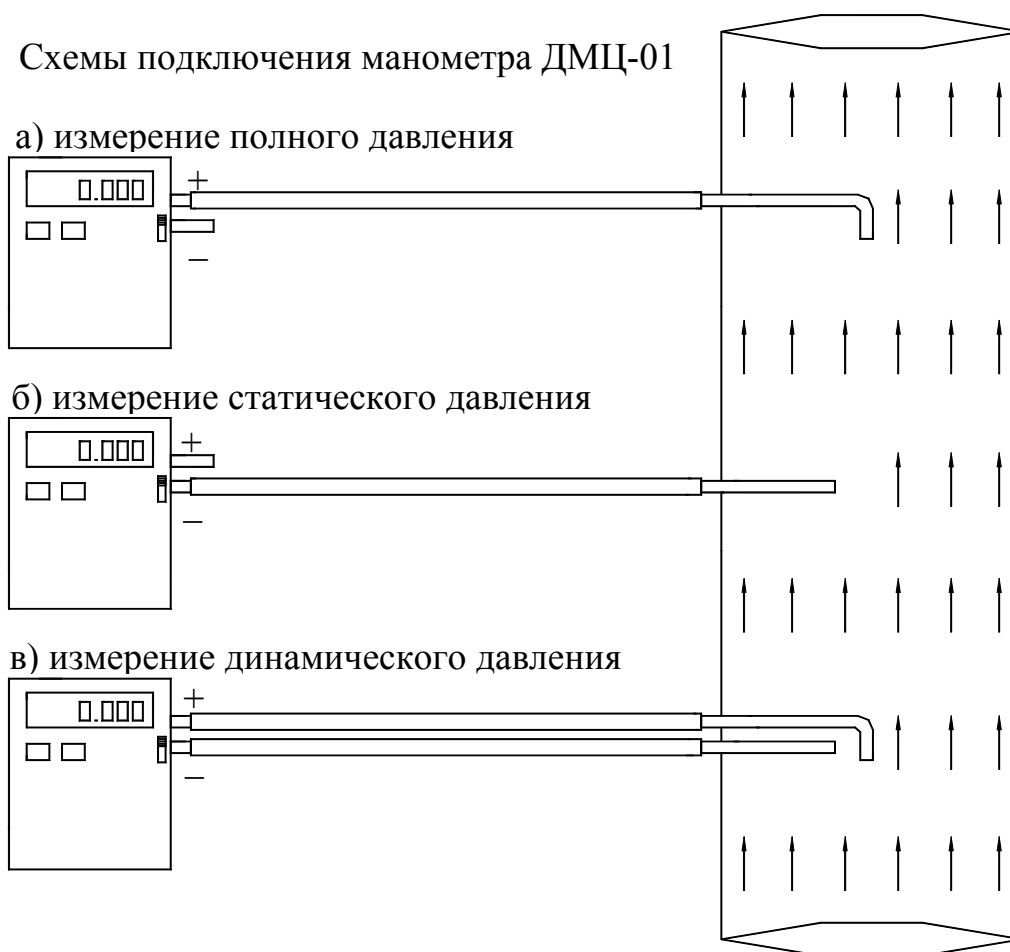 Схемы подключения манометра ДМЦ-01
а) измерение полного давления
0.000
+
−
б) измерение статического давления
0.000
+
−
в) измерение динамического давления
0.000
+
−